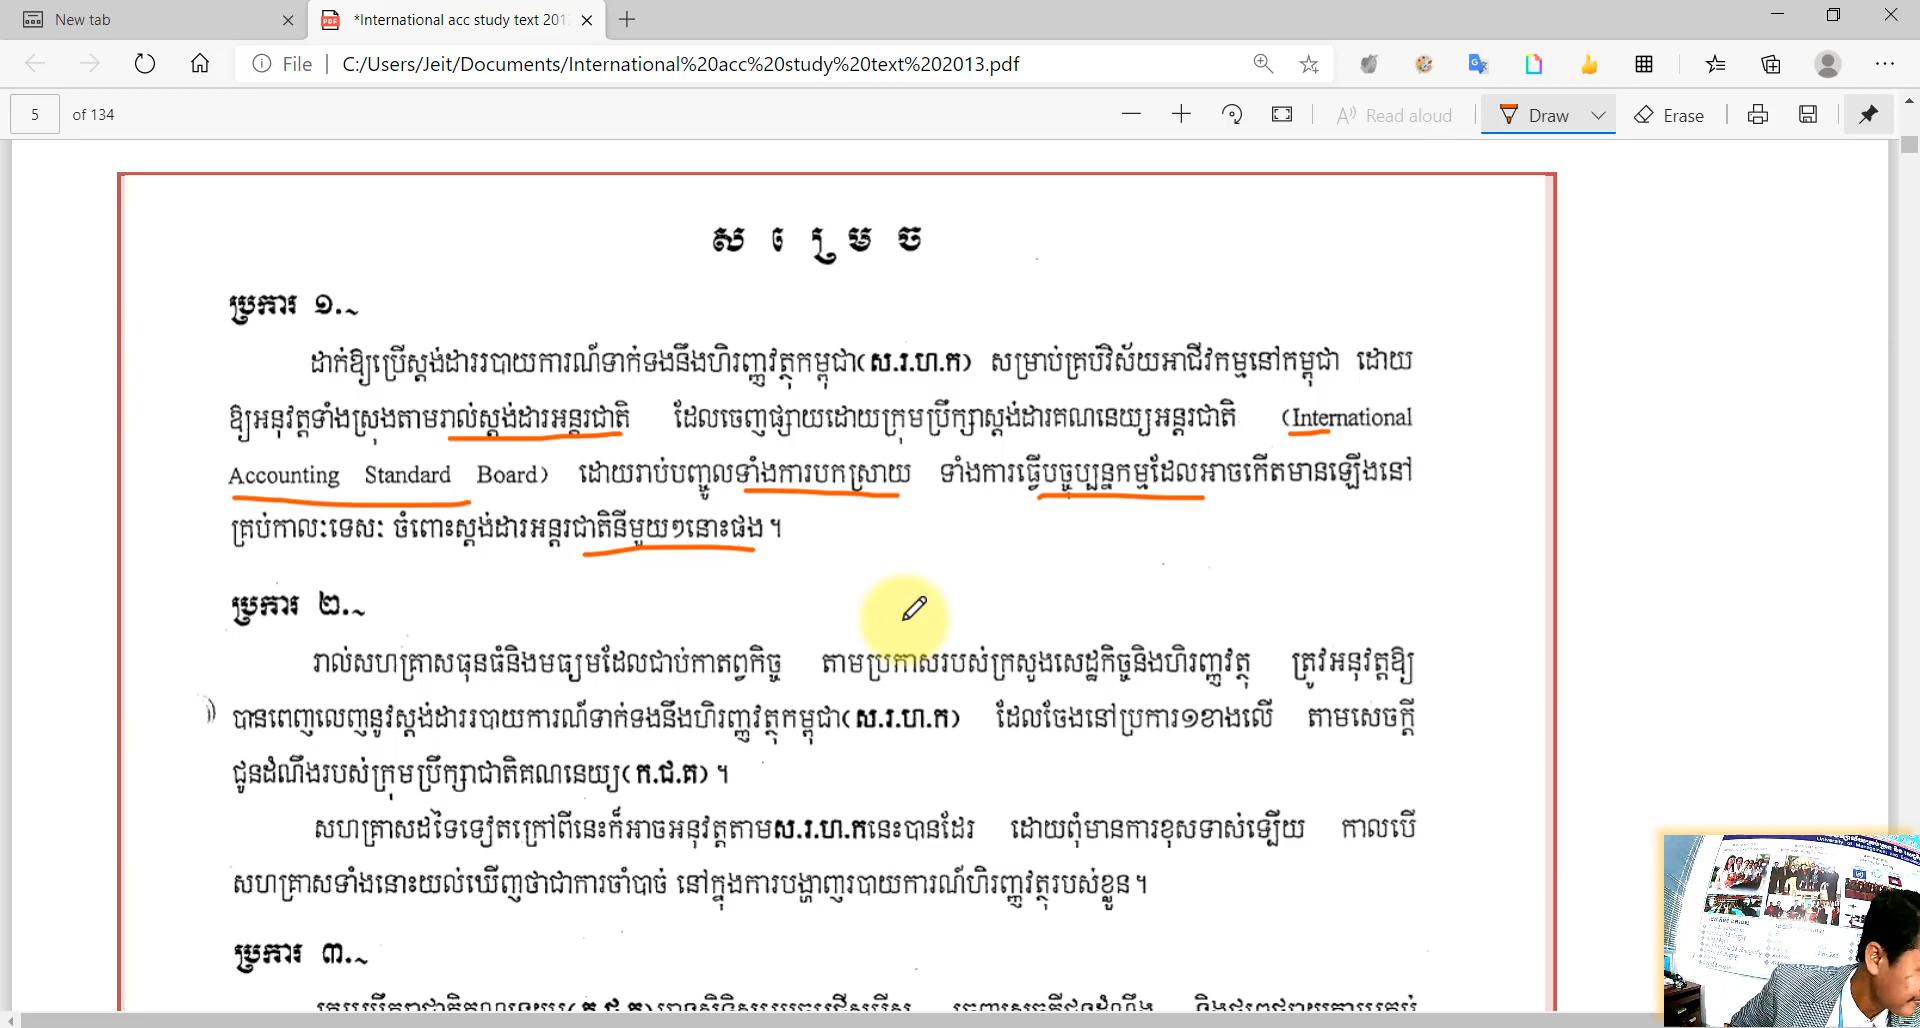 New tab
*International acc study text 201
File
C:/Users/Jeit/Documents/International%20acc%20study%20text%202013.pdf
5 of 134
Read aloud
Draw
Erase
ស ម្រេ ច
ប្រការ ១.~
ដាក់ឱ្យប្រើស្តង់ដាររបាយការណ៍ទាក់ទងនឹងហិរញ្ញវត្ថុកម្ពុជា(ស.រ.ហ.ក) សម្រាប់គ្រប់វិស័យអាជីវកម្មនៅកម្ពុជា ដោយ
ឱ្យអនុវត្តទាំងស្រុងតាមរាល់ស្តង់ដារអន្តរជាតិ ដែលចេញផ្សាយដោយក្រុមប្រឹក្សាស្តង់ដារគណនេយ្យអន្តរជាតិ (International
Accounting Standard Board) ដោយរាប់បញ្ចូលទាំងការបកស្រាយ ទាំងការធ្វើបច្ចុប្បន្នកម្មដែលអាចកើតមានឡើងនៅ
គ្រប់កាលៈទេសៈ ចំពោះស្តង់ដារអន្តរជាតិនីមួយៗនោះផង។
ប្រការ ២.~
រាល់សហគ្រាសធុនធំនិងមធ្យមដែលជាប់កាតព្វកិច្ច តាមប្រកាសរបស់ក្រសួងសេដ្ឋកិច្ចនិងហិរញ្ញវត្ថុ ត្រូវអនុវត្តឱ្យ
បានពេញលេញនូវស្តង់ដាររបាយការណ៍ទាក់ទងនឹងហិរញ្ញវត្ថុកម្ពុជា(ស.រ.ហ.ក) ដែលចែងនៅប្រការ១ខាងលើ តាមសេចក្តី
ជូនដំណឹងរបស់ក្រុមប្រឹក្សាជាតិគណនេយ្យ(ក.ជ.គ)។
សហគ្រាសដទៃទៀតក្រៅពីនេះក៏អាចអនុវត្តតាមស.រ.ហ.កនេះបានដែរ ដោយពុំមានការខុសទាស់ឡើយ កាលបើ
សហគ្រាសទាំងនោះយល់ឃើញថាជាការចាំបាច់ នៅក្នុងការបង្ហាញរបាយការណ៍ហិរញ្ញវត្ថុរបស់ខ្លួន។
ប្រការ ៣.~